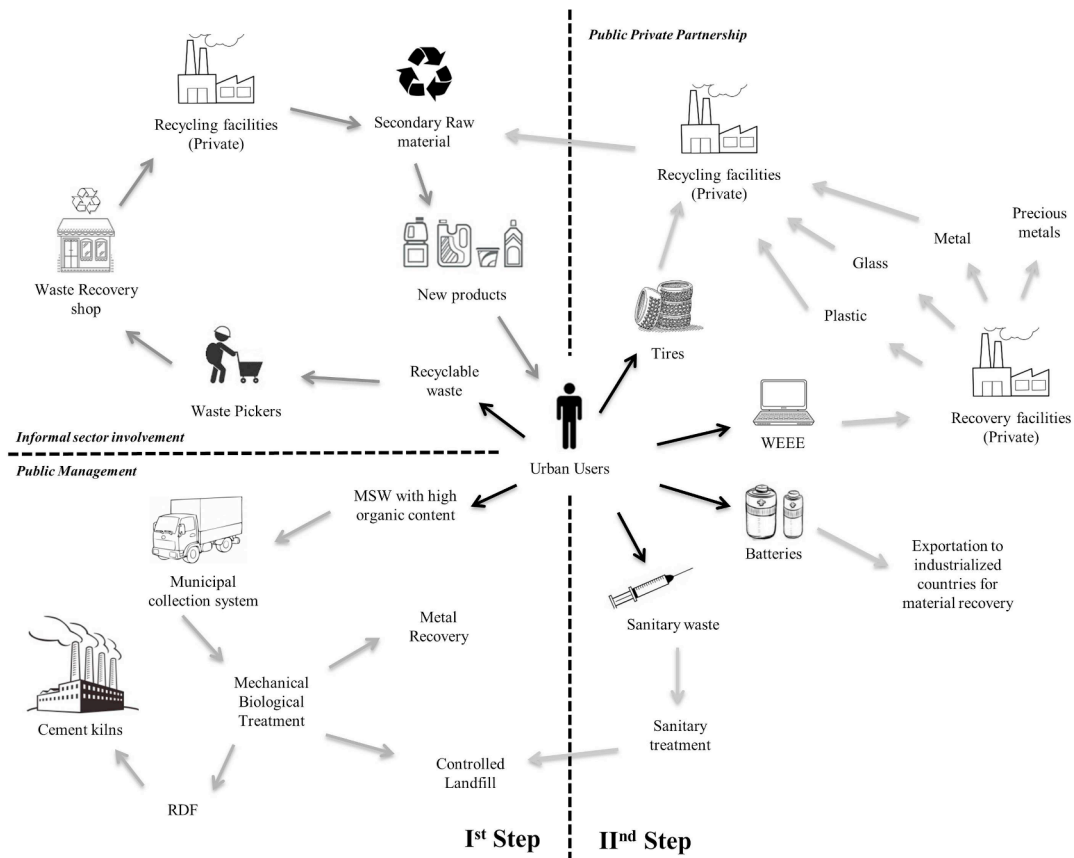 Public Private Partnership
Recycling facilities
(Private)
Secondary Raw
material
Recycling facilities
(Private)
Precious
metals
Metal
Glass
Waste Recovery
shop
New products
Plastic
Tires
Recyclable
waste
Waste Pickers
WEEE
Recovery facilities
(Private)
Informal sector involvement
Urban Users
Public Management
MSW with high
organic content
Batteries
Exportation to
industrialized
countries for
material recovery
Municipal
collection system
Metal
Recovery
Sanitary waste
Mechanical
Biological
Treatment
Cement kilns
Sanitary
treatment
Controlled
Landfill
RDF
Ist Step
IInd Step